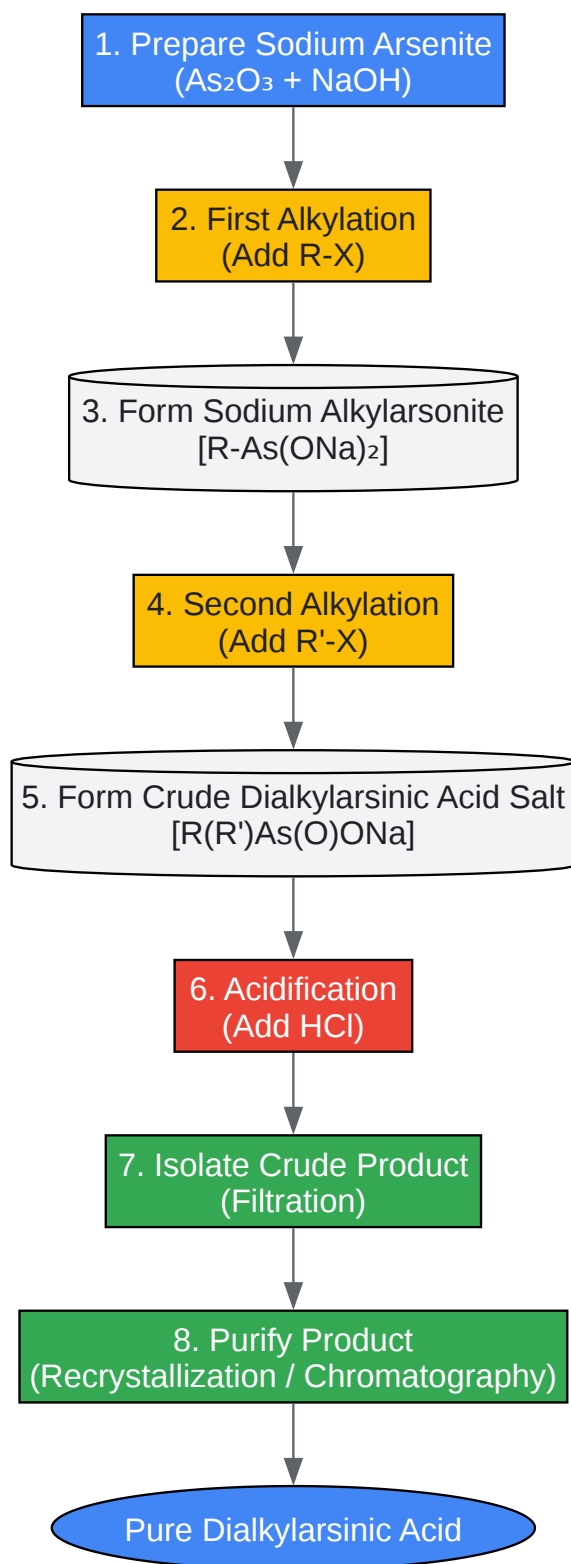 1. Prepare Sodium Arsenite
(As₂O₃ + NaOH)
2. First Alkylation
(Add R-X)
3. Form Sodium Alkylarsonite
[R-As(ONa)₂]
4. Second Alkylation
(Add R'-X)
5. Form Crude Dialkylarsinic Acid Salt
[R(R')As(O)ONa]
6. Acidification
(Add HCl)
7. Isolate Crude Product
(Filtration)
8. Purify Product
(Recrystallization / Chromatography)
Pure Dialkylarsinic Acid